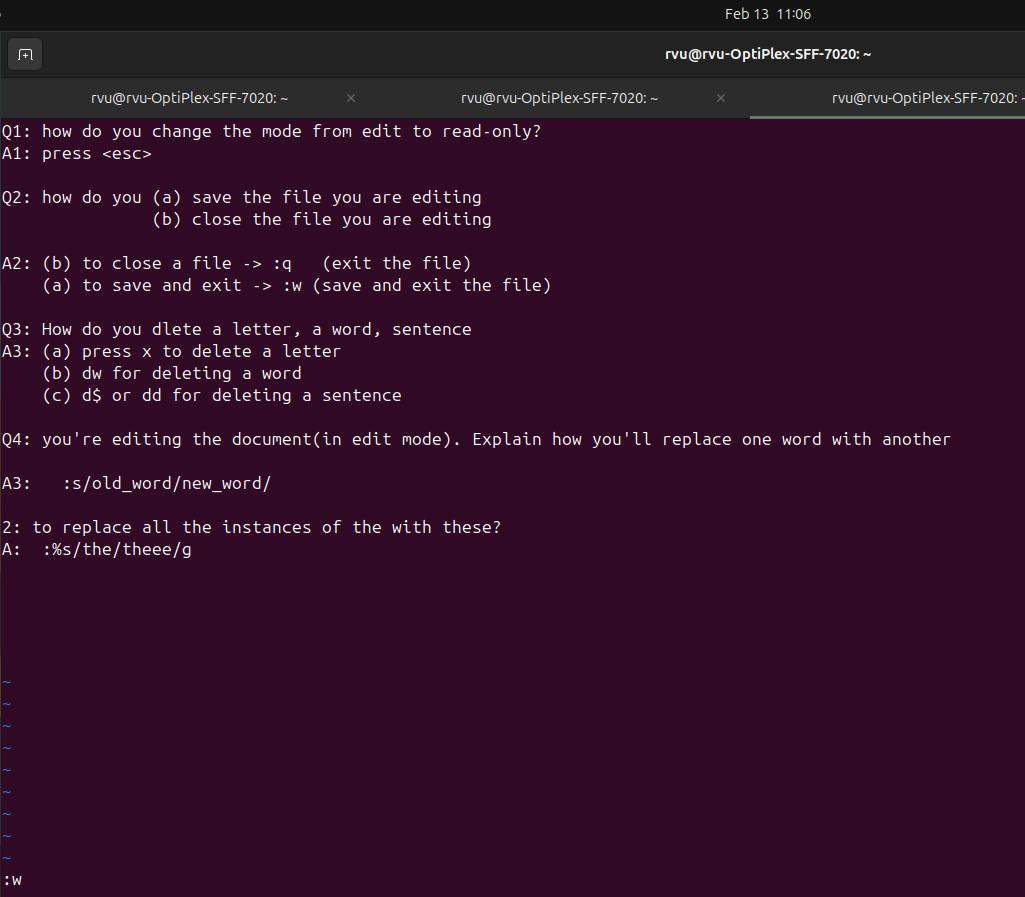 Feb 13 11:06
rvu@rvu-OptiPlex-SFF-7020: ~
rvu@rvu-OptiPlex-SFF-7020: ~ × rvu@rvu-OptiPlex-SFF-7020: ~ × rvu@rvu-OptiPlex-SFF-7020: ~
Q1: how do you change the mode from edit to read-only?
A1: press <esc>
Q2: how do you (a) save the file you are editing
(b) close the file you are editing
A2: (b) to close a file -> :q (exit the file)
(a) to save and exit -> :w (save and exit the file)
Q3: How do you dlete a letter, a word, sentence
A3: (a) press x to delete a letter
(b) dw for deleting a word
(c) d$ or dd for deleting a sentence
Q4: you're editing the document(in edit mode). Explain how you'll replace one word with another
A3: :s/old_word/new_word/
2: to replace all the instances of the with these?
A: :%s/the/theee/g
~
~
~
~
~
~
~
~
~
:w